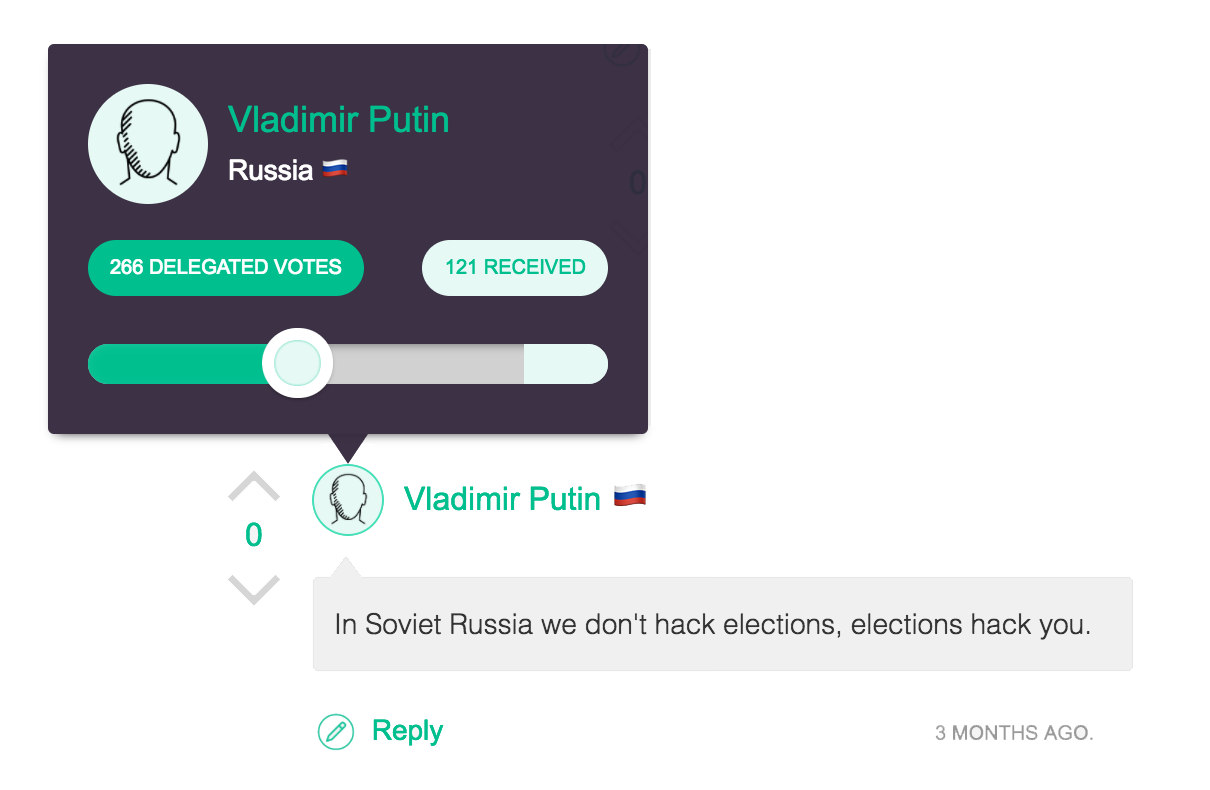 Vladimir Putin
Russia 🇷🇺
266 DELEGATED VOTES
121 RECEIVED
0
Vladimir Putin 🇷🇺
0
In Soviet Russia we don't hack elections, elections hack you.
Reply
3 MONTHS AGO.